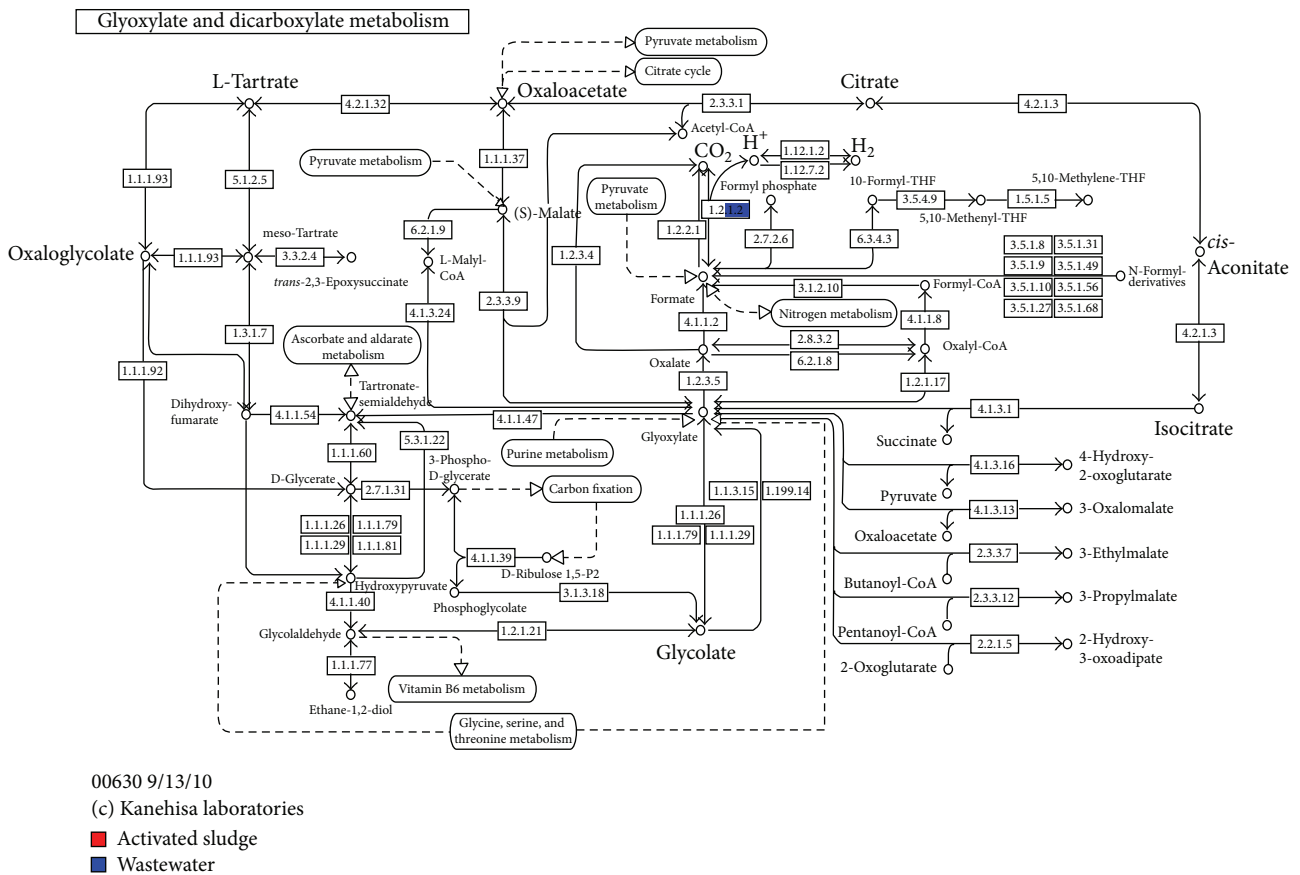 Glyoxylate and dicarboxylate metabolism
Pyruvate metabolism
Citrate cycle
L-Tartrate
Oxaloacetate
Citrate
4.2.1.32
2.3.3.1
4.2.1.3
Acetyl-CoA
H+
H2
CO2
1.12.1.2
1.12.7.2
Pyruvate metabolism
1.1.1.37
1.1.1.93
5.1.2.5
Pyruvate
metabolism
Formyl phosphate
10-Formyl-THF
5,10-Methylene-THF
3.5.4.9
1.5.1.5
5,10-Methenyl-THF
(S)-Malate
1.2.1.2
1.2.2.1
2.7.2.6
6.3.4.3
6.2.1.9
L-Malyl-
CoA
1.2.3.4
meso-Tartrate
Oxaloglycolate
1.1.1.93
3.3.2.4
trans-2,3-Epoxysuccinate
3.5.1.8
3.5.1.31
3.5.1.9
3.5.1.49
3.5.1.10
3.5.1.56
3.5.1.27
3.5.1.68
N-Formyl-
derivatives
cis-
Aconitate
Formate
3.1.2.10
Formyl-CoA
Nitrogen metabolism
2.3.3.9
4.1.3.24
4.1.1.2
4.1.1.8
1.3.1.7
Ascorbate and aldarate
metabolism
4.2.1.3
2.8.3.2
6.2.1.8
Oxalate
Oxalyl-CoA
1.1.1.92
1.2.3.5
1.2.1.17
Tartronate-
semialdehyde
Dihydroxy-
fumarate
4.1.1.54
4.1.1.47
Glyoxylate
4.1.3.1
Isocitrate
Succinate
5.3.1.22
1.1.1.60
3-Phospho-
D-glycerate
Purine metabolism
4.1.3.16
4-Hydroxy-
2-oxoglutarate
Pyruvate
D-Glycerate
2.7.1.31
Carbon fixation
1.1.3.15
1.199.14
1.1.1.26
1.1.1.79
1.1.1.29
4.1.3.13
3-Oxalomalate
Oxaloacetate
1.1.1.26
1.1.1.79
1.1.1.29
1.1.1.81
4.1.1.39
D-Ribulose 1,5-P2
2.3.3.7
3-Ethylmalate
Butanoyl-CoA
Hydroxypyruvate
4.1.1.40
Phosphoglycolate
3.1.3.18
2.3.3.12
3-Propylmalate
Pentanoyl-CoA
Glycolaldehyde
1.2.1.21
Glycolate
2.2.1.5
2-Hydroxy-
3-oxoadipate
2-Oxoglutarate
1.1.1.77
Vitamin B6 metabolism
Ethane-1,2-diol
Glycine, serine, and
threonine metabolism
00630 9/13/10
(c) Kanehisa laboratories
Activated sludge
Wastewater